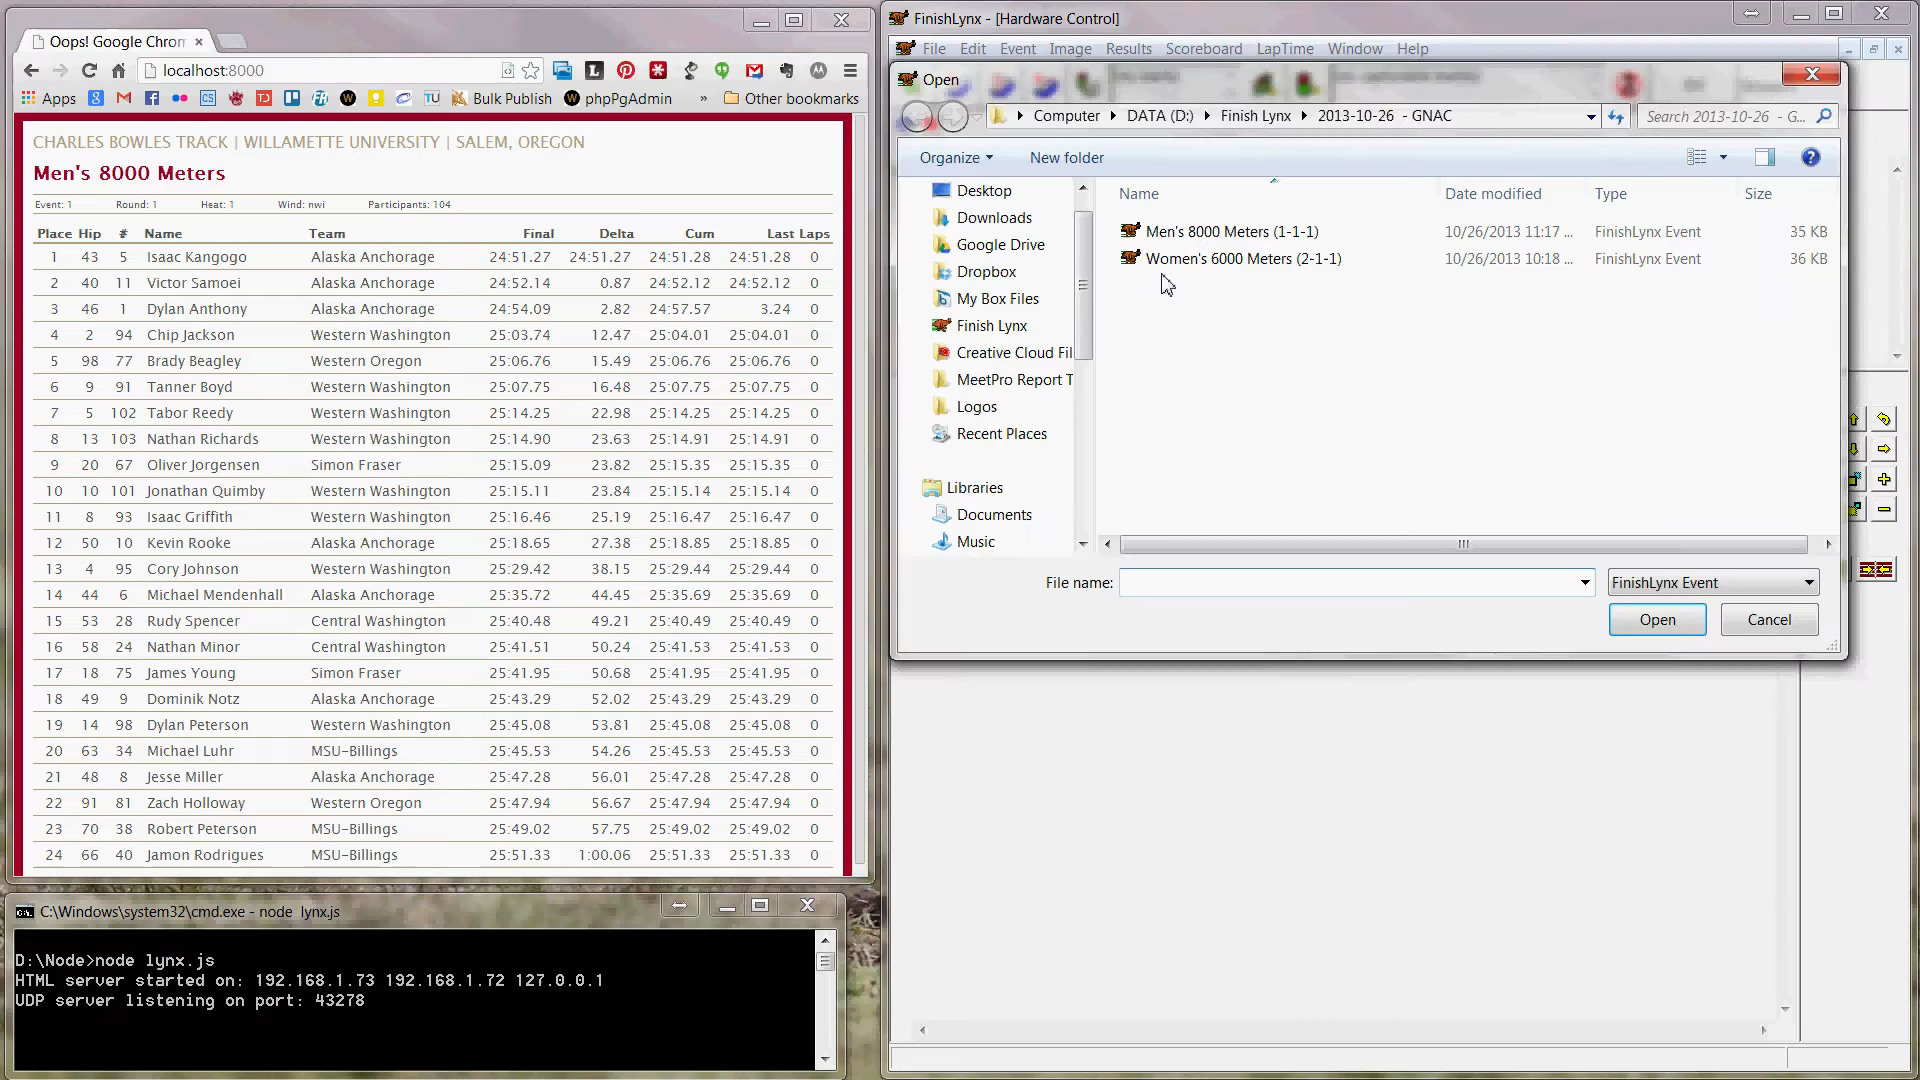 Oops! Google Chron
localhost:8000
Apps
Bulk Publish
phpPgAdmin
»
Other bookmarks
CHARLES BOWLES TRACK | WILLAMETTE UNIVERSITY | SALEM, OREGON
Men's 8000 Meters
Event: 1 Round: 1 Heat: 1 Wind: nwi Participants: 104
Place Hip # Name Team Final Delta Cum Last Laps
1 43 5 Isaac Kangogo Alaska Anchorage 24:51.27 24:51.27 24:51.28 24:51.28 0
2 40 11 Victor Samoei Alaska Anchorage 24:52.14 0.87 24:52.12 24:52.12 0
3 46 1 Dylan Anthony Alaska Anchorage 24:54.09 2.82 24:57.57 3.24 0
4 2 94 Chip Jackson Western Washington 25:03.74 12.47 25:04.01 25:04.01 0
5 98 77 Brady Beagley Western Oregon 25:06.76 15.49 25:06.76 25:06.76 0
6 9 91 Tanner Boyd Western Washington 25:07.75 16.48 25:07.75 25:07.75 0
7 5 102 Tabor Reedy Western Washington 25:14.25 22.98 25:14.25 25:14.25 0
8 13 103 Nathan Richards Western Washington 25:14.90 23.63 25:14.91 25:14.91 0
9 20 67 Oliver Jorgensen Simon Fraser 25:15.09 23.82 25:15.35 25:15.35 0
10 10 101 Jonathan Quimby Western Washington 25:15.11 23.84 25:15.14 25:15.14 0
11 8 93 Isaac Griffith Western Washington 25:16.46 25.19 25:16.47 25:16.47 0
12 50 10 Kevin Rooke Alaska Anchorage 25:18.65 27.38 25:18.85 25:18.85 0
13 4 95 Cory Johnson Western Washington 25:29.42 38.15 25:29.44 25:29.44 0
14 44 6 Michael Mendenhall Alaska Anchorage 25:35.72 44.45 25:35.69 25:35.69 0
15 53 28 Rudy Spencer Central Washington 25:40.48 49.21 25:40.49 25:40.49 0
16 58 24 Nathan Minor Central Washington 25:41.51 50.24 25:41.53 25:41.53 0
17 18 75 James Young Simon Fraser 25:41.95 50.68 25:41.95 25:41.95 0
18 49 9 Dominik Notz Alaska Anchorage 25:43.29 52.02 25:43.29 25:43.29 0
19 14 98 Dylan Peterson Western Washington 25:45.08 53.81 25:45.08 25:45.08 0
20 63 34 Michael Luhr MSU-Billings 25:45.53 54.26 25:45.53 25:45.53 0
21 48 8 Jesse Miller Alaska Anchorage 25:47.28 56.01 25:47.28 25:47.28 0
22 91 81 Zach Holloway Western Oregon 25:47.94 56.67 25:47.94 25:47.94 0
23 70 38 Robert Peterson MSU-Billings 25:49.02 57.75 25:49.02 25:49.02 0
24 66 40 Jamon Rodrigues MSU-Billings 25:51.33 1:00.06 25:51.33 25:51.33 0
C:\Windows\system32\cmd.exe - node lynx.js
D:\Node>node lynx.js
HTML server started on: 192.168.1.73 192.168.1.72 127.0.0.1
UDP server listening on port: 43278
FinishLynx - [Hardware Control]
File Edit Event Image Results Scoreboard LapTime Window Help
Open
Computer DATA (D:) Finish Lynx 2013-10-26 - GNAC
Search 2013-10-26 - G...
Organize New folder
Name Date modified Type Size
Men's 8000 Meters (1-1-1) 10/26/2013 11:17 ... FinishLynx Event 35 KB
Women's 6000 Meters (2-1-1) 10/26/2013 10:18 ... FinishLynx Event 36 KB
Desktop
Downloads
Google Drive
Dropbox
My Box Files
Finish Lynx
Creative Cloud Fil
MeetPro Report T
Logos
Recent Places
Libraries
Documents
Music
File name:
FinishLynx Event
Open Cancel